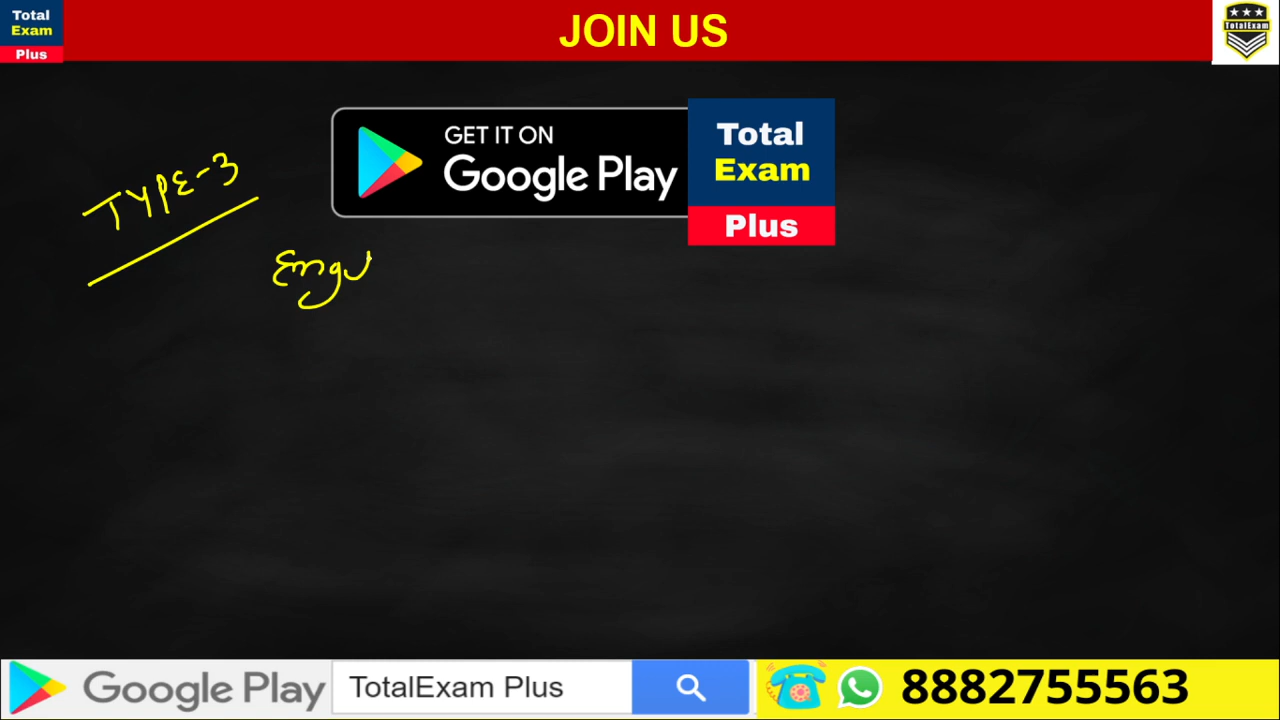 Total
Exam
Plus
JOIN US
TotalExam
GET IT ON
Google Play
Total
Exam
Plus
TYPE-3
Google Play
TotalExam Plus
8882755563